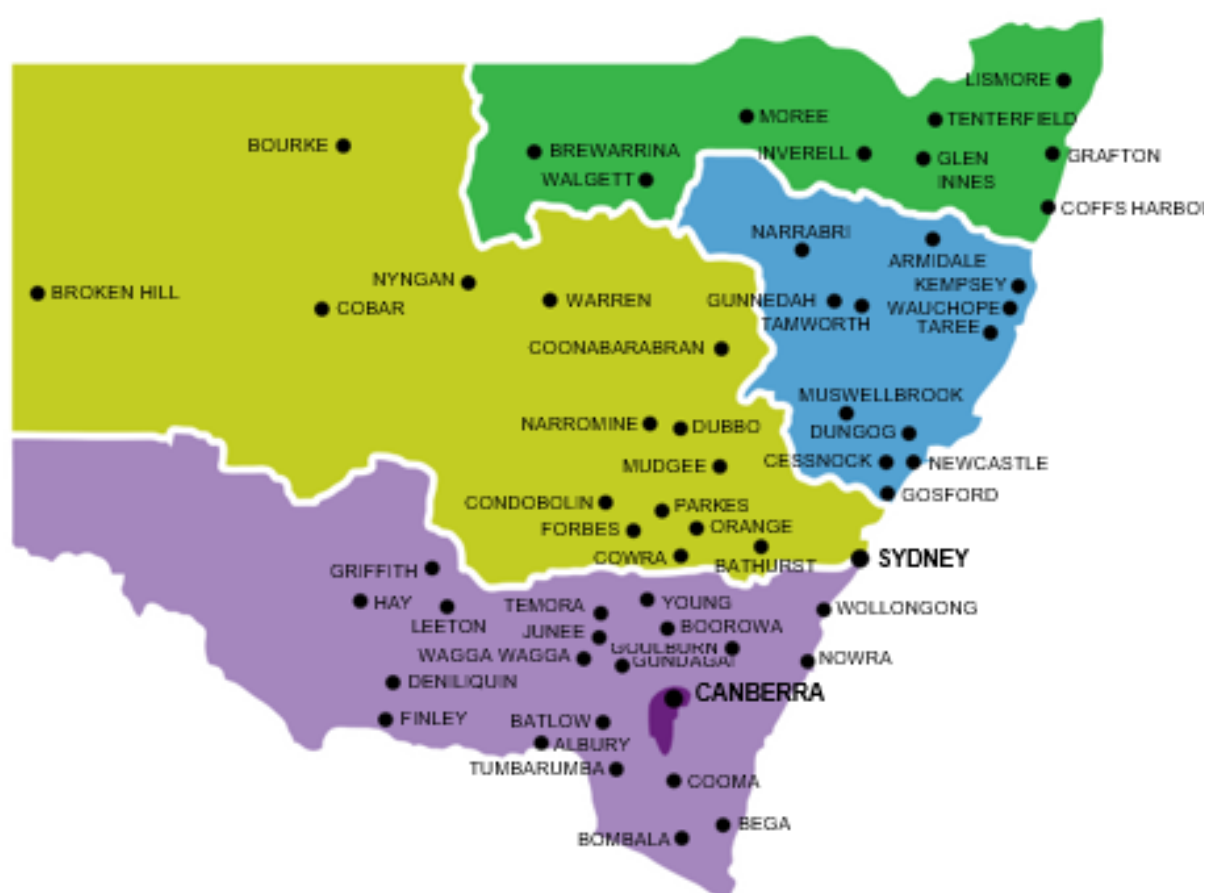 LISMORE
MOREE
TENTERFIELD
BOURKE
BREWARRINA
INVERELL
GLEN
INNES
GRAFTON
WALGETT
COFFS HARBO
NARRABRI
ARMIDALE
NYNGAN
KEMPSEY
BROKEN HILL
WARREN
GUNNEDAH
COBAR
WAUCHOPE
TAMWORTH
TAREE
COONABARABRAN
MUSWELLBROOK
NARROMINE
DUBBO
DUNGOG
MUDGEE
CESSNOCK
NEWCASTLE
GOSFORD
CONDOBOLIN
PARKES
FORBES
ORANGE
COWRA
BATHURST
SYDNEY
GRIFFITH
HAY
LEETON
TEMORA
YOUNG
WOLLONGONG
JUNEE
BOOROWA
GOULBURN
WAGGA WAGGA
GUNDAGAI
NOWRA
DENILIQUIN
CANBERRA
FINLEY
BATLOW
ALBURY
TUMBARUMBA
COOMA
BEGA
BOMBALA